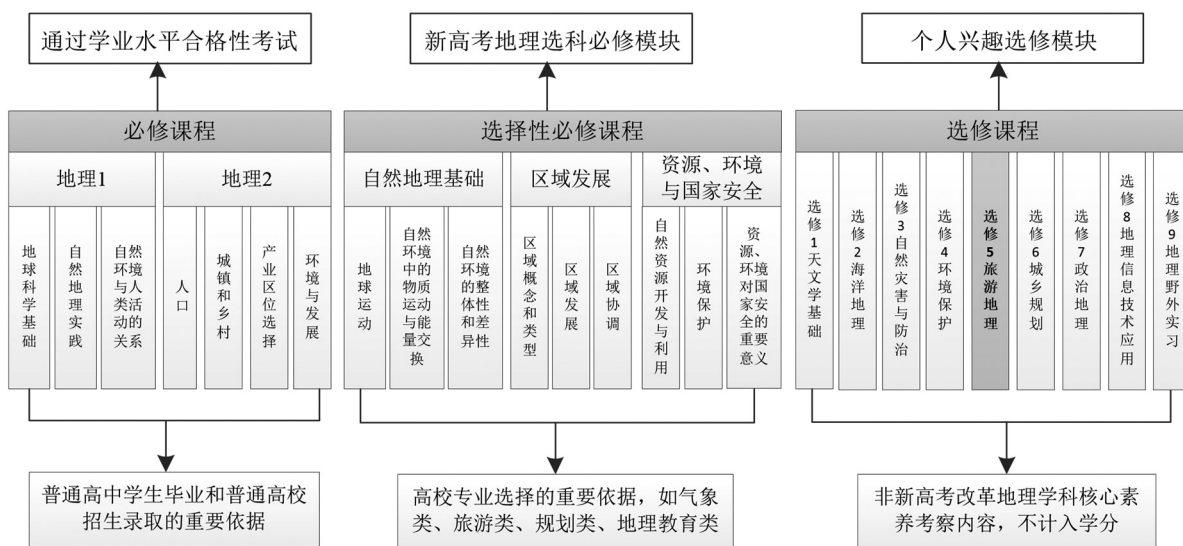 通过学业水平合格性考试
新高考地理选科必修模块
个人兴趣选修模块
必修课程
选择性必修课程
选修课程
地理1
地理2
自然地理基础
区域发展
资源、环境
与国家安全
地球科学基础
自然地理实践
自然环境与人类活动的关系
人口
城镇和乡村
产业区位选择
环境与发展
地球运动
自然环境中的物质运动与能量交换
自然环境的整体性和差异性
区域概念和类型
区域发展
区域协调
自然资源开发与利用
环境保护
资源、环境对国家安全的重要意义
选修1天文学基础
选修2海洋地理
选修3自然灾害与防治
选修4环境保护
选修5旅游地理
选修6城乡规划
选修7政治地理
选修8地理信息技术应用
选修9地理野外实习
普通高中学生毕业和普通高校
招生录取的重要依据
高校专业选择的重要依据，如气象
类、旅游类、规划类、地理教育类
非新高考改革地理学科核心素
养考察内容，不计入学分